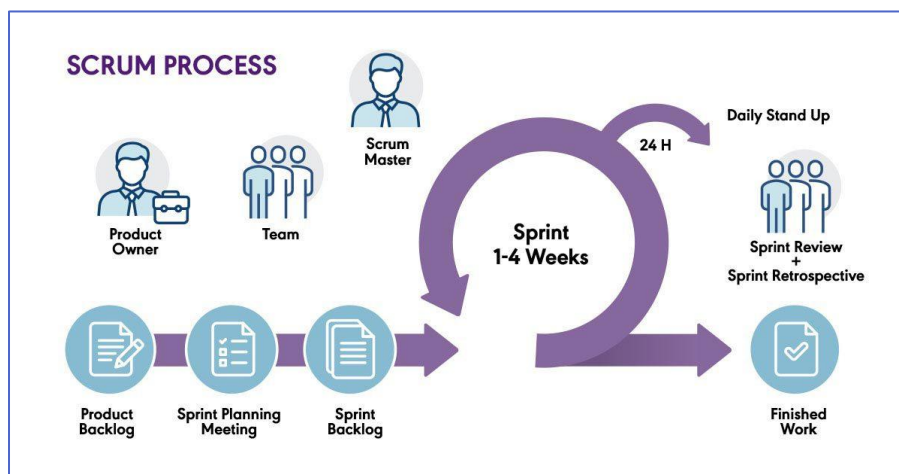 SCRUM PROCESS
Scrum
Master
Product
Owner
Team
Sprint
1-4 Weeks
24 H
Daily Stand Up
Sprint Review
+
Sprint Retrospective
Product
Backlog
Sprint Planning
Meeting
Sprint
Backlog
Finished
Work